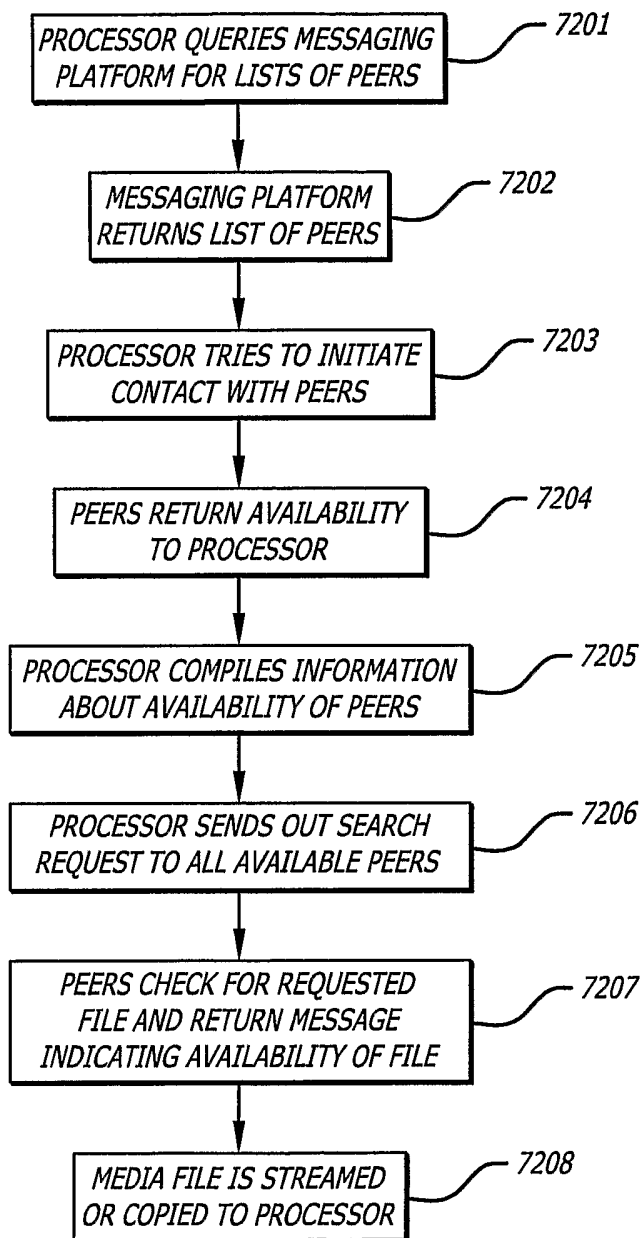 PROCESSOR QUERIES MESSAGING
PLATFORM FOR LISTS OF PEERS
7201
MESSAGING PLATFORM
RETURNS LIST OF PEERS
7202
PROCESSOR TRIES TO INITIATE
CONTACT WITH PEERS
7203
PEERS RETURN AVAILABILITY
TO PROCESSOR
7204
PROCESSOR COMPILES INFORMATION
ABOUT AVAILABILITY OF PEERS
7205
PROCESSOR SENDS OUT SEARCH
REQUEST TO ALL AVAILABLE PEERS
7206
PEERS CHECK FOR REQUESTED
FILE AND RETURN MESSAGE
INDICATING AVAILABILITY OF FILE
7207
MEDIA FILE IS STREAMED
OR COPIED TO PROCESSOR
7208